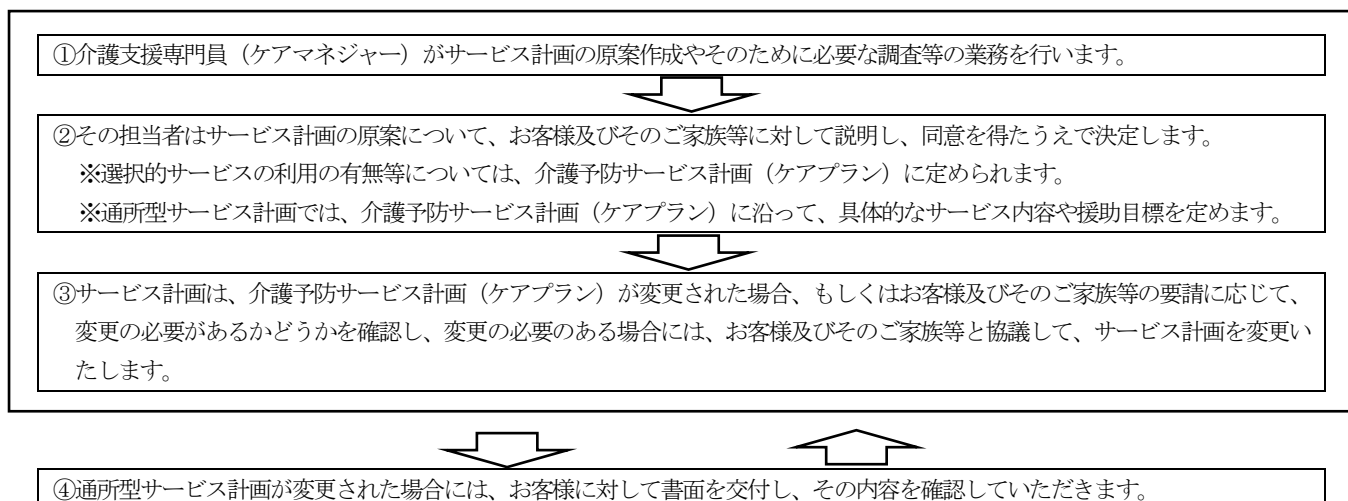 ①介護支援専門員（ケアマネジャー）がサービス計画の原案作成やそのために必要な調査等の業務を行います。
②その担当者はサービス計画の原案について、お客様及びそのご家族等に対して説明し、同意を得たうえで決定します。
※選択的サービスの利用の有無等については、介護予防サービス計画（ケアプラン）に定められます。
※通所型サービス計画では、介護予防サービス計画（ケアプラン）に沿って、具体的なサービス内容や援助目標を定めます。
③サービス計画は、介護予防サービス計画（ケアプラン）が変更された場合、もしくはお客様及びそのご家族等の要請に応じて、
変更の必要があるかどうかを確認し、変更の必要のある場合には、お客様及びそのご家族等と協議して、サービス計画を変更い
たします。
④通所型サービス計画が変更された場合には、お客様に対して書面を交付し、その内容を確認していただきます。